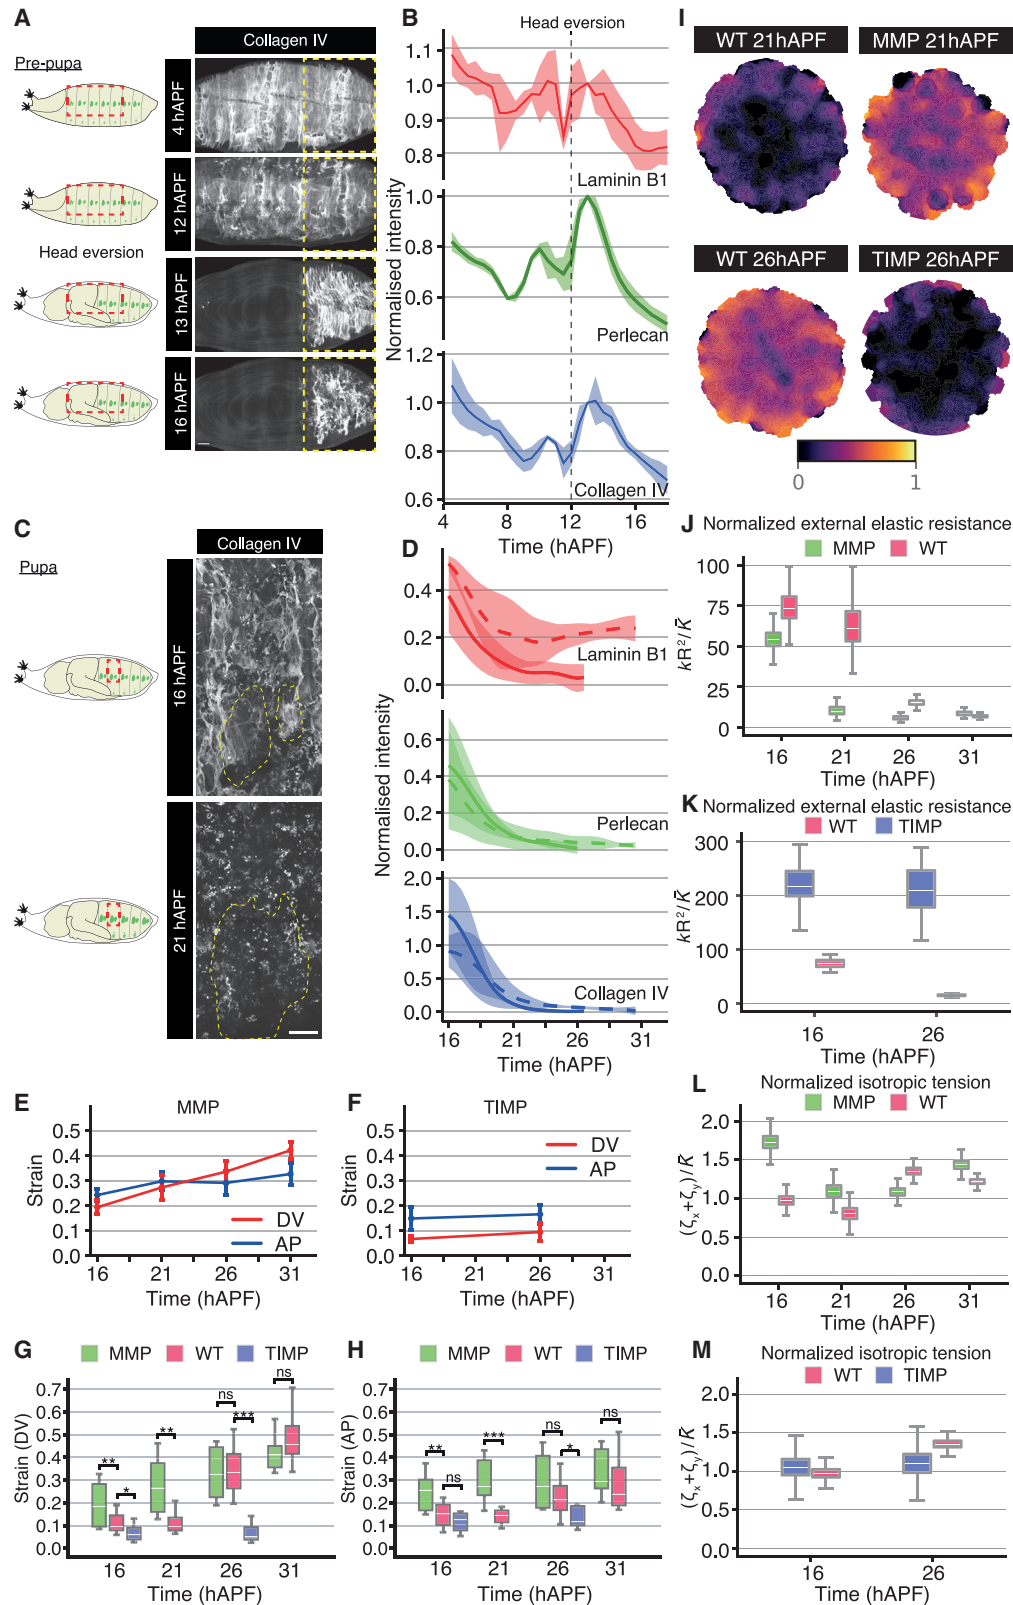 A
Pre-pupa
Collagen IV
4 hAPF
12 hAPF
Head eversion
13 hAPF
16 hAPF
B
Head eversion
Normalised intensity
1.1
1.0
0.9
0.8
Laminin B1
1.0
0.8
0.6
Perlecan
1.2
1.0
0.8
0.6
Collagen IV
4
8
12
16
Time (hAPF)
C
Pupa
Collagen IV
16 hAPF
21 hAPF
D
Normalised intensity
0.4
0.2
0.0
Laminin B1
0.6
0.4
0.2
0.0
Perlecan
2.0
1.5
1.0
0.5
0.0
Collagen IV
16
21
26
31
Time (hAPF)
E
MMP
Strain
0.5
0.4
0.3
0.2
0.1
0.0
DV
AP
16
21
26
31
Time (hAPF)
F
TIMP
Strain
0.5
0.4
0.3
0.2
0.1
0.0
DV
AP
16
21
26
31
Time (hAPF)
G
MMP
WT
TIMP
Strain (DV)
0.7
0.6
0.5
0.4
0.3
0.2
0.1
0.0
**
*
**
ns
***
ns
16
21
26
31
Time (hAPF)
H
MMP
WT
TIMP
Strain (AP)
0.7
0.6
0.5
0.4
0.3
0.2
0.1
0.0
**
ns
***
ns
*
ns
16
21
26
31
Time (hAPF)
I
WT 21hAPF
MMP 21hAPF
WT 26hAPF
TIMP 26hAPF
0
1
J
Normalized external elastic resistance
MMP
WT
kR²/K̄
100
75
50
25
0
16
21
26
31
Time (hAPF)
K
Normalized external elastic resistance
WT
TIMP
kR²/K̄
300
200
100
0
16
26
Time (hAPF)
L
Normalized isotropic tension
MMP
WT
(ζx+ζy)/K̄
2.0
1.5
1.0
0.5
0.0
16
21
26
31
Time (hAPF)
M
Normalized isotropic tension
WT
TIMP
(ζx+ζy)/K̄
2.0
1.5
1.0
0.5
0.0
16
26
Time (hAPF)